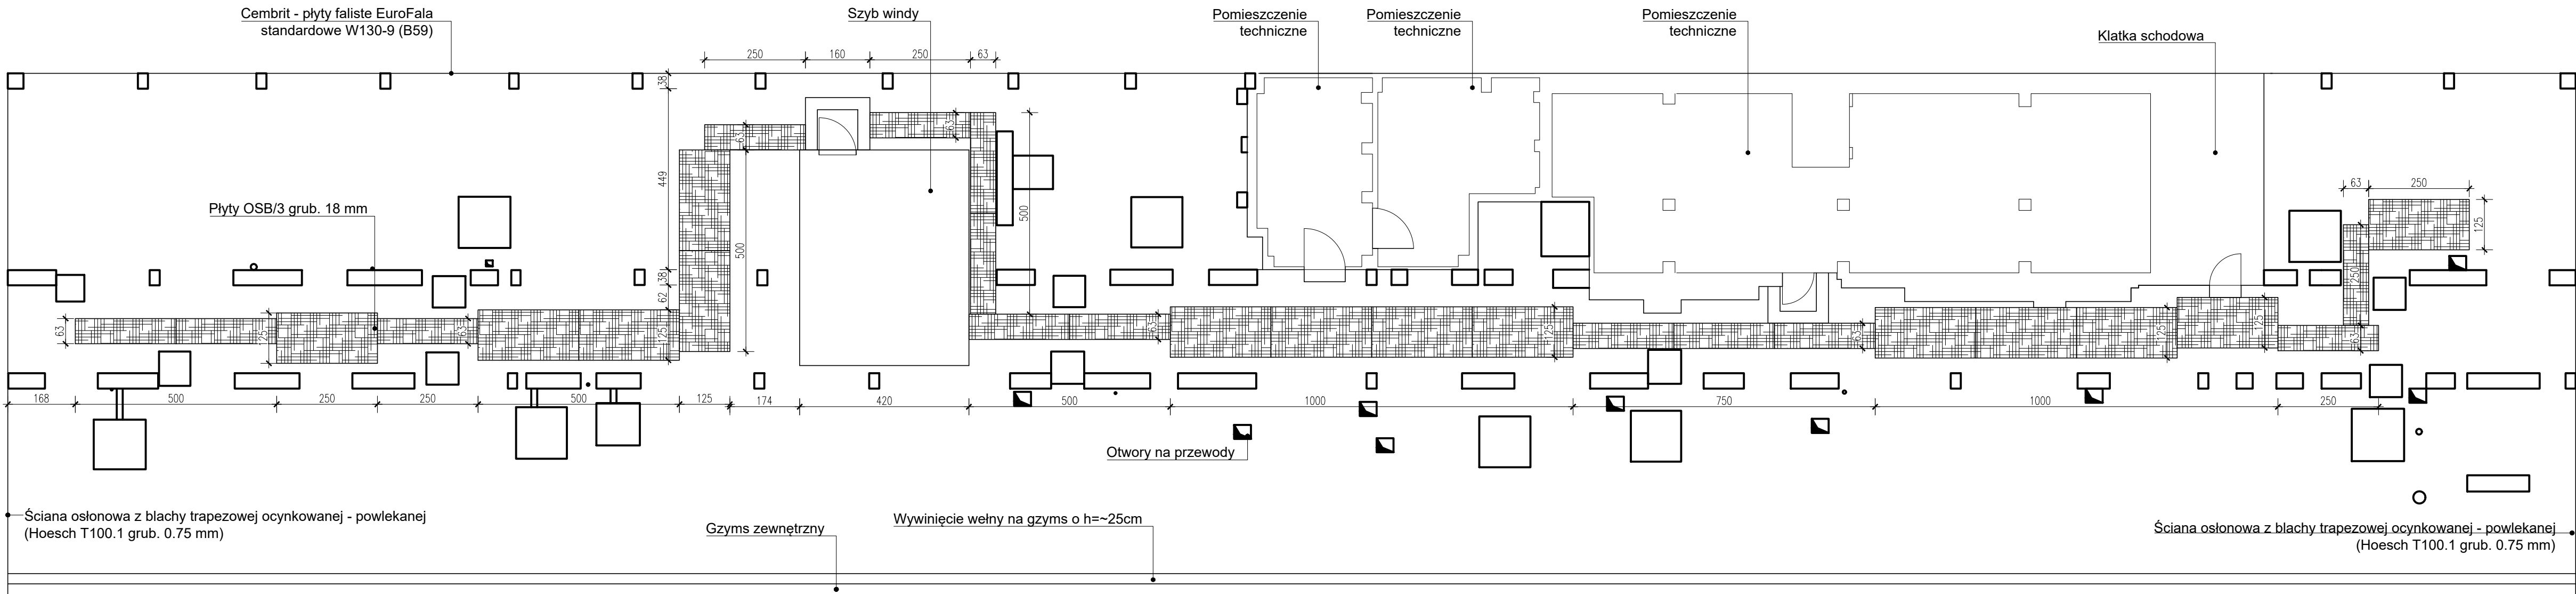 Cembrit - płyty faliste EuroFala
standardowe W130-9 (B59)
Szyb windy
Pomieszczenie
techniczne
Pomieszczenie
techniczne
Pomieszczenie
techniczne
Klatka schodowa
250
160
250
63
38
63
63
449
500
500
Płyty OSB/3 grub. 18 mm
63
250
125
250
38
62
63
125
63
125
63
125
63
125
125
63
168
500
250
250
500
125
174
420
500
1000
750
1000
250
Otwory na przewody
Ściana osłonowa z blachy trapezowej ocynkowanej - powlekanej
(Hoesch T100.1 grub. 0.75 mm)
Gzyms zewnętrzny
Wywinięcie wełny na gzyms o h=~25cm
Ściana osłonowa z blachy trapezowej ocynkowanej - powlekanej
(Hoesch T100.1 grub. 0.75 mm)